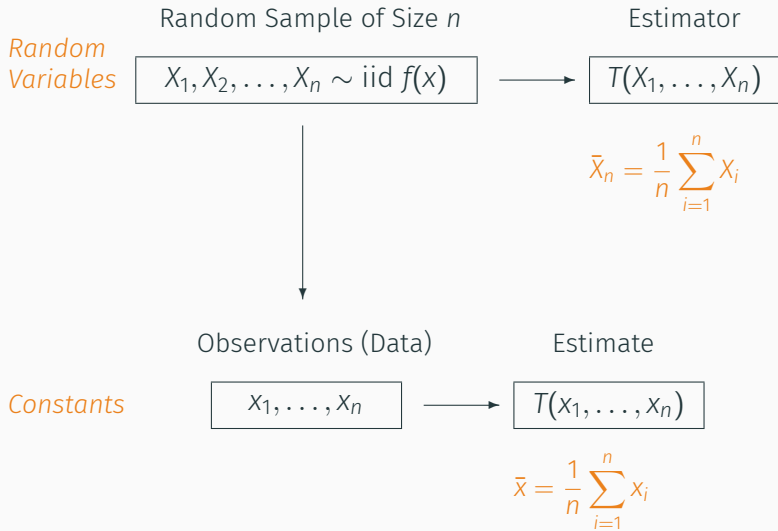 Random Sample of Size n
Estimator
Random
Variables
X₁, X₂, . . . , Xₙ ∼ iid f(x)
T(X₁, . . . , Xₙ)
X̄ₙ = 1/n ∑ᵢ₌₁ⁿ Xᵢ
Observations (Data)
Estimate
Constants
x₁, . . . , xₙ
T(x₁, . . . , xₙ)
x̄ = 1/n ∑ᵢ₌₁ⁿ xᵢ